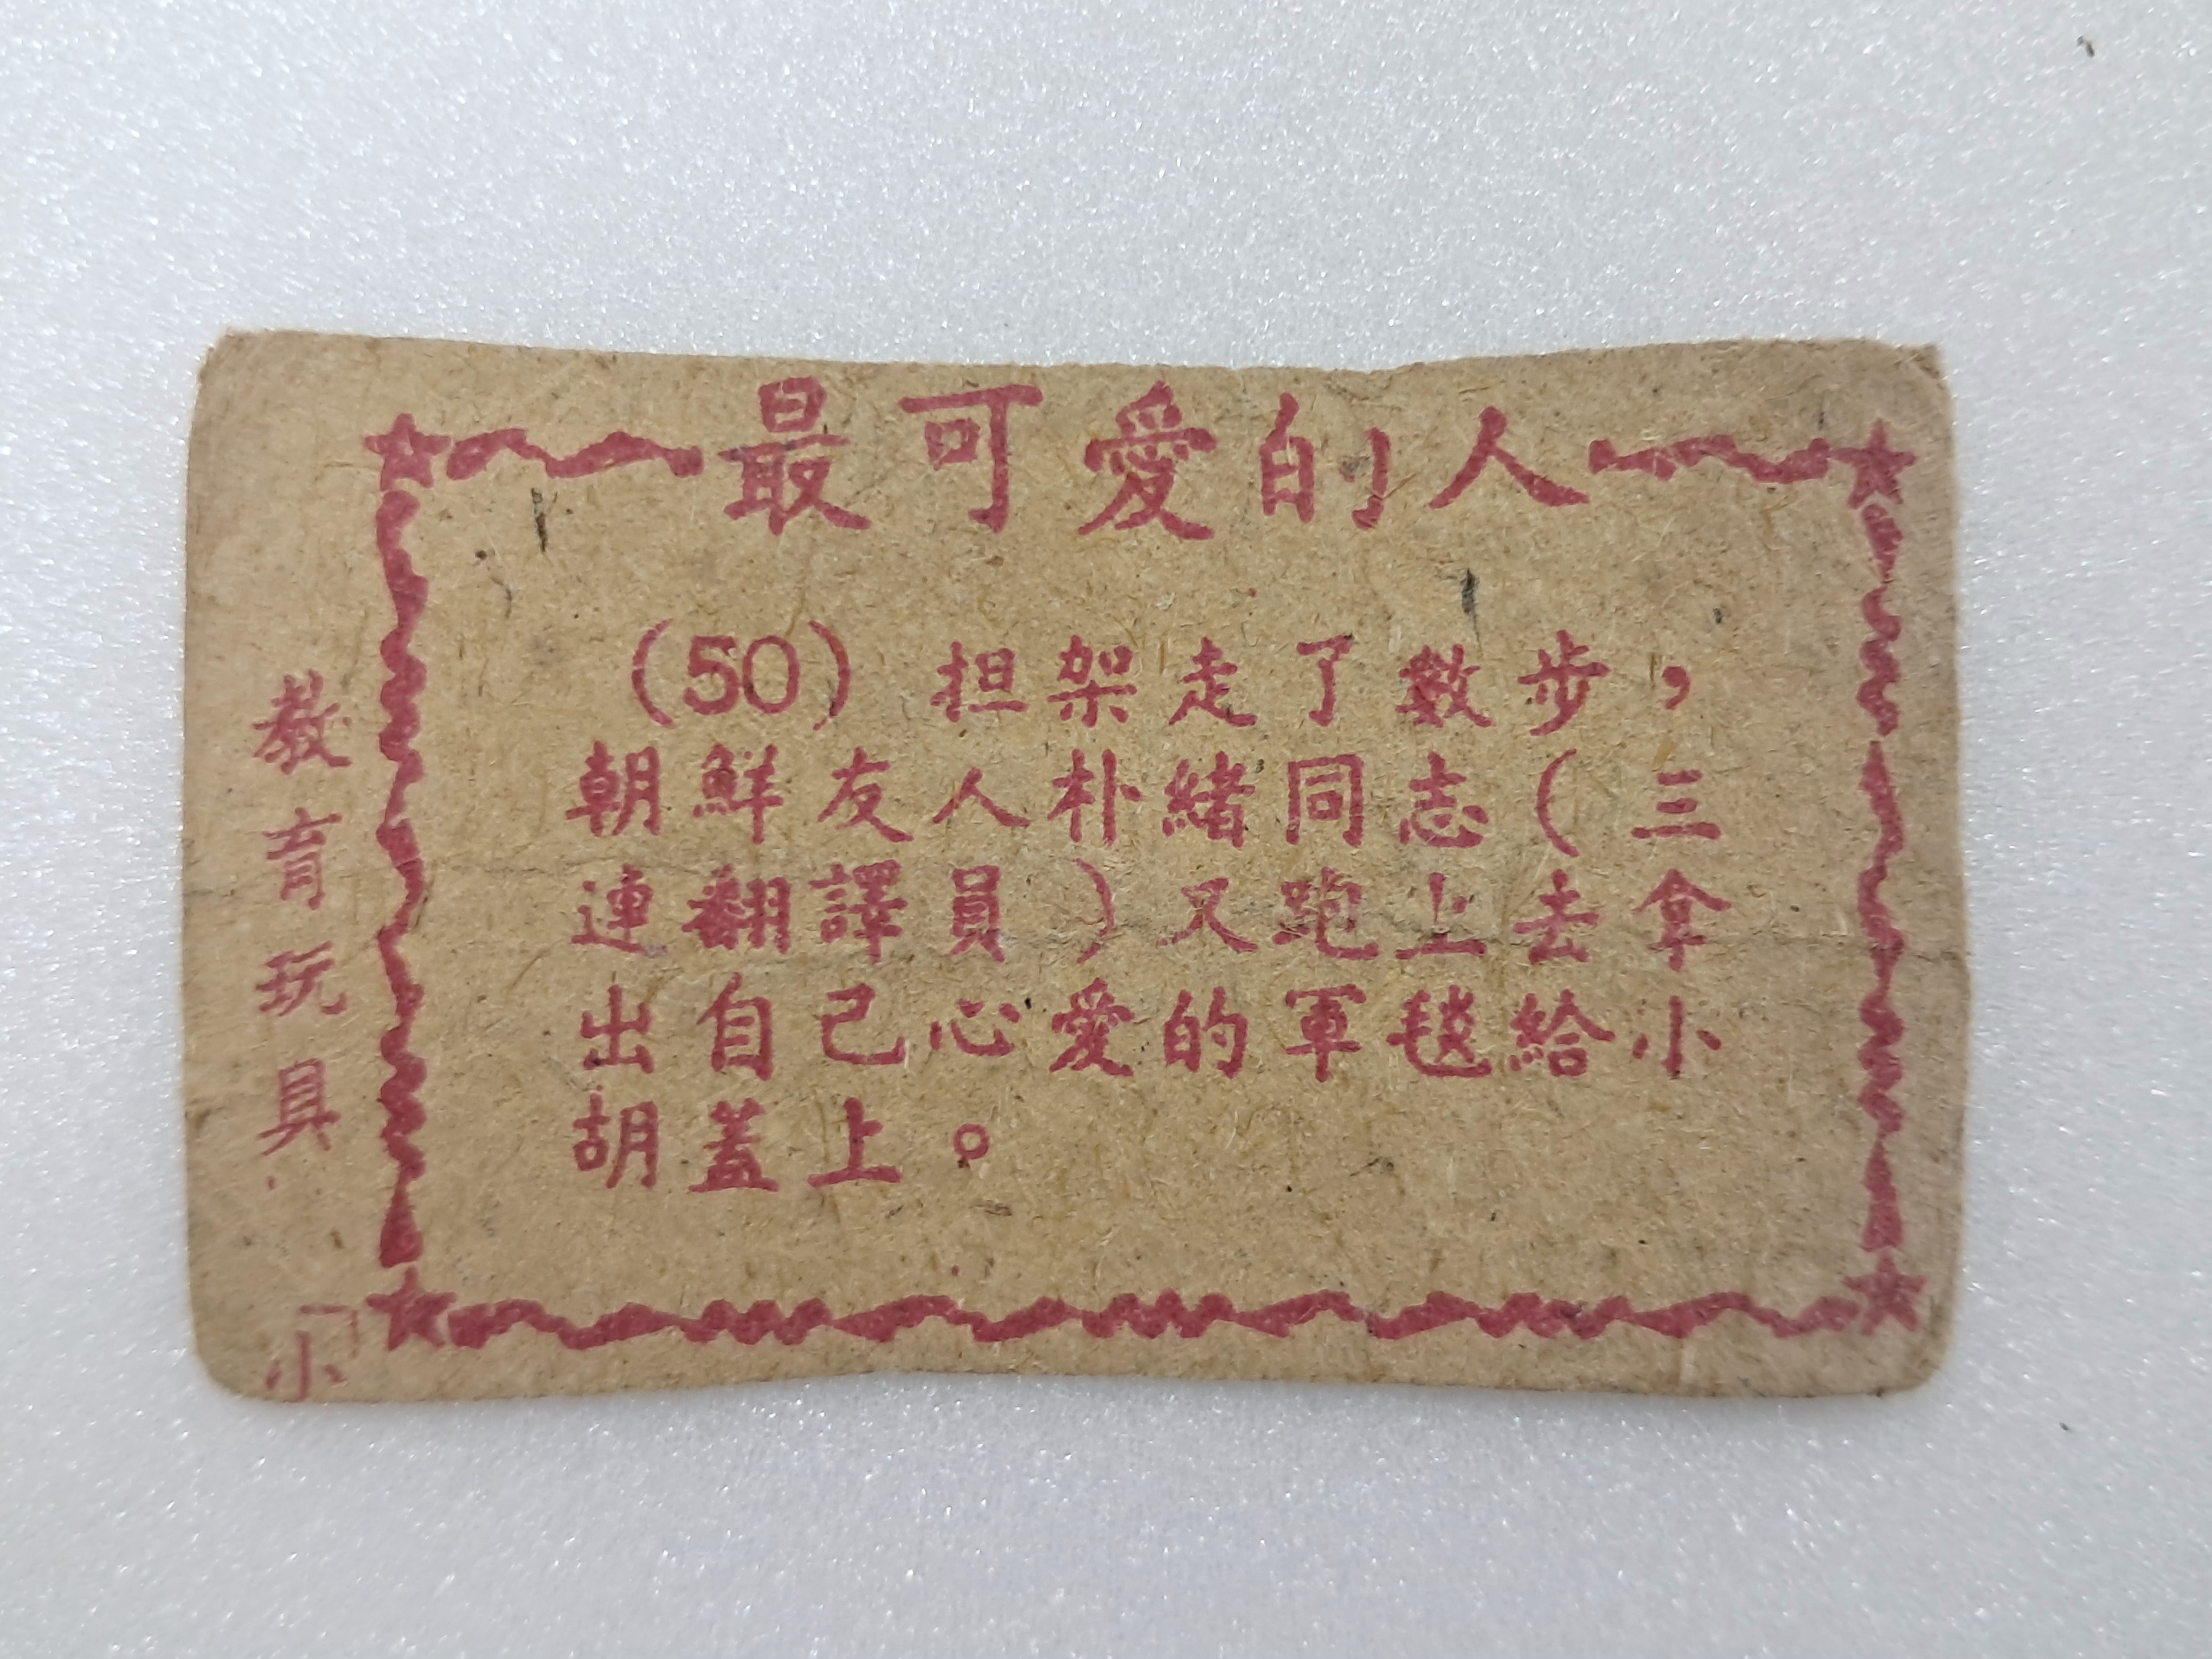 最可愛的人
(50)担架走了數步，
朝鮮友人朴緒同志(三
連翻譯員)又跑上去拿
出自己心愛的軍毯給小
胡蓋上。
教育玩具
「小